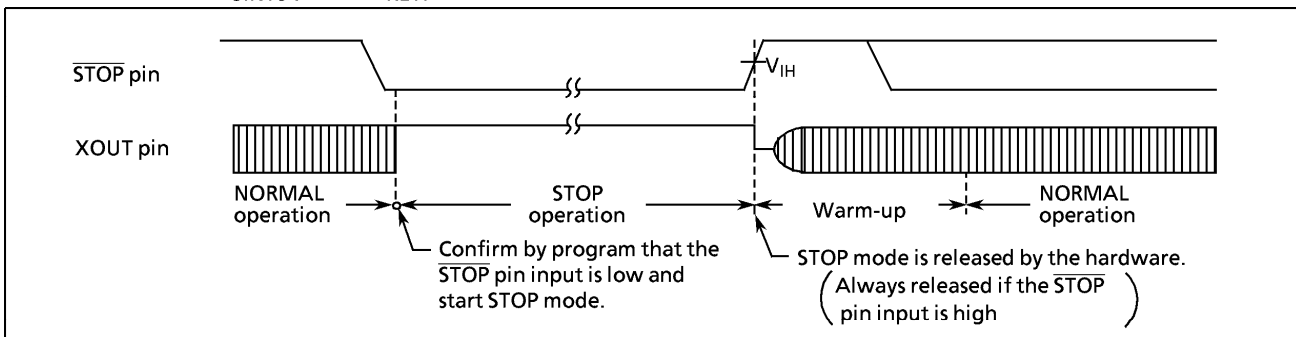 STOP pin
VIH
XOUT pin
NORMAL
operation
STOP
operation
Warm-up
NORMAL
operation
Confirm by program that the
STOP pin input is low and
start STOP mode.
STOP mode is released by the hardware.
(Always released if the STOP
pin input is high)